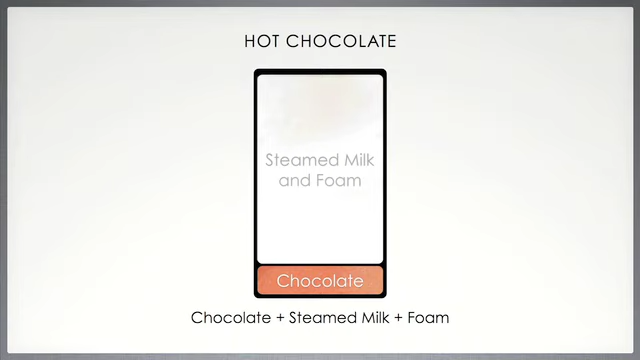 HOT CHOCOLATE
Steamed Milk
and Foam
Chocolate
Chocolate + Steamed Milk + Foam